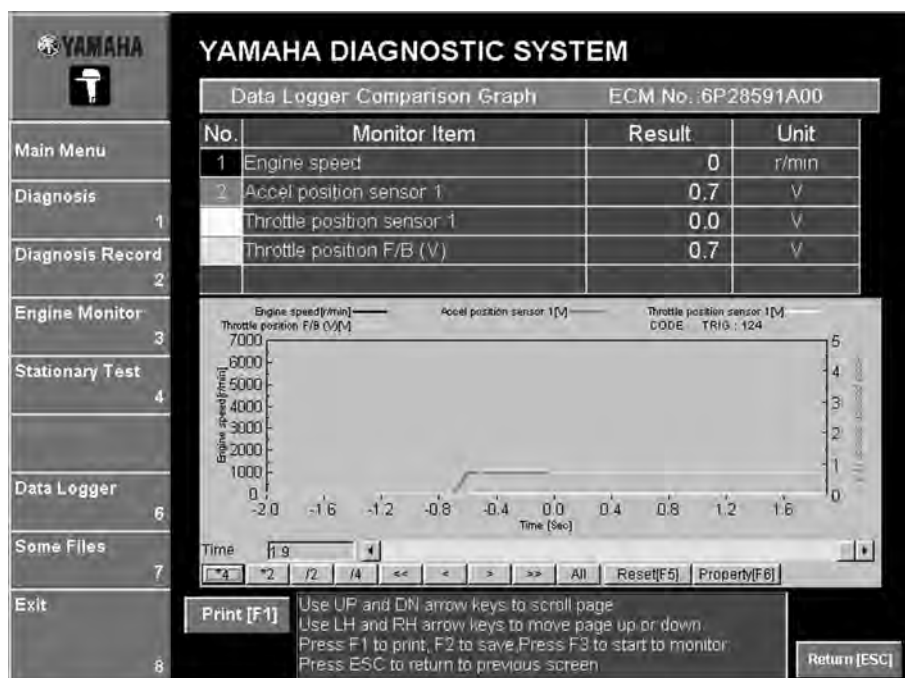 YAMAHA
YAMAHA DIAGNOSTIC SYSTEM
Data Logger Comparison Graph ECM No.:6P28591A00
No. Monitor Item Result Unit
1 Engine speed 0 r/min
2 Accel position sensor 1 0.7 V
Throttle position sensor 1 0.0 V
Throttle position F/B (V) 0.7 V
Main Menu
Diagnosis
1
Diagnosis Record
2
Engine Monitor
3
Stationary Test
4
Data Logger
6
Some Files
7
Exit
8
Engine speed[r/min] Accel position sensor 1[V] Throttle position sensor 1[V]
Throttle position F/B (V)[V] CODE TRIG : 124
7000
6000
5000
4000
3000
2000
1000
0
Engine speed[r/min]
5
4
3
2
1
0
-2.0 -1.6 -1.2 -0.8 -0.4 0.0 0.4 0.8 1.2 1.6
Time [Sec]
Time 1.9
*4 *2 /2 /4 << < > >> All Reset[F5] Property[F6]
Print [F1]
Use UP and DN arrow keys to scroll page
Use LH and RH arrow keys to move page up or down.
Press F1 to print, F2 to save,Press F3 to start to monitor
Press ESC to return to previous screen
Return [ESC]